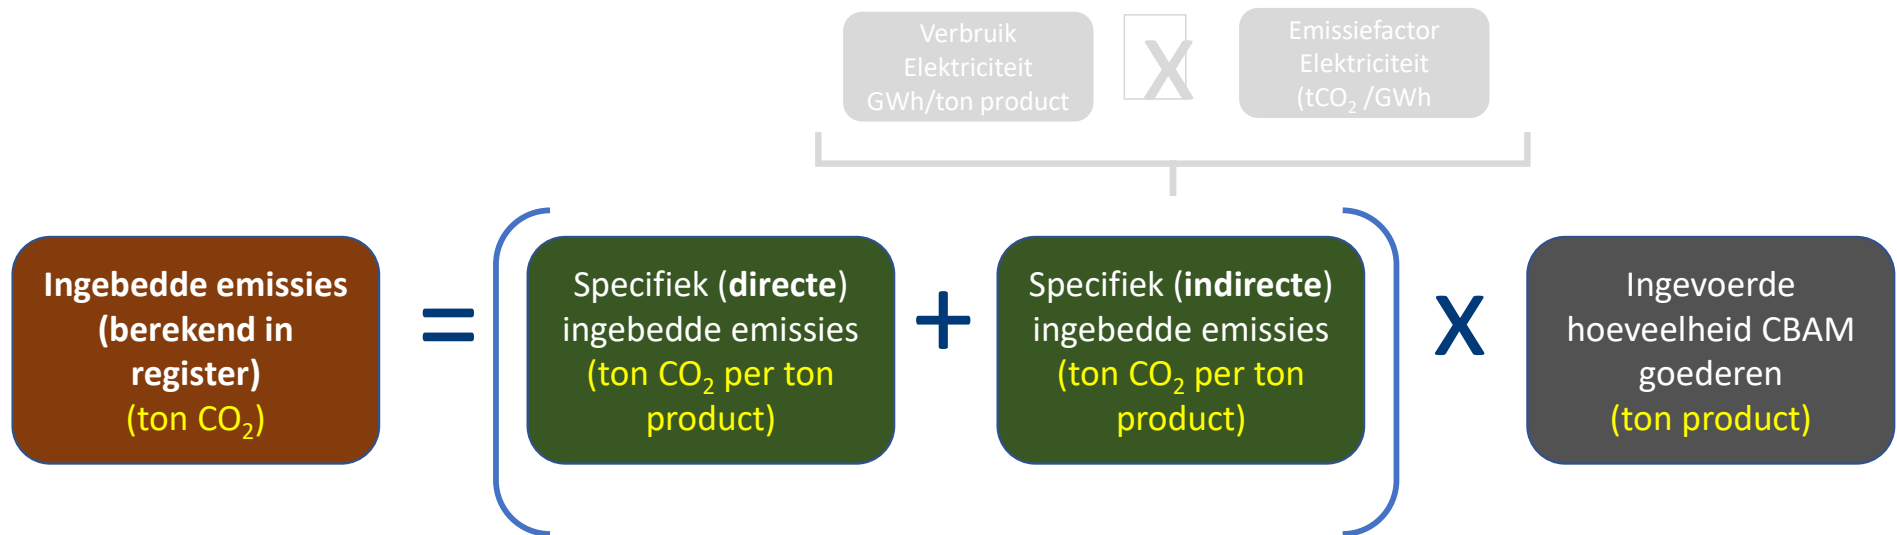 Verbruik
Elektriciteit
GWh/ton product
X
Emissiefactor
Elektriciteit
(tCO₂ /GWh
Ingebedde emissies
(berekend in
register)
(ton CO₂)
=
Specifiek (directe)
ingebedde emissies
(ton CO₂ per ton
product)
+
Specifiek (indirecte)
ingebedde emissies
(ton CO₂ per ton
product)
X
Ingevoerde
hoeveelheid CBAM
goederen
(ton product)